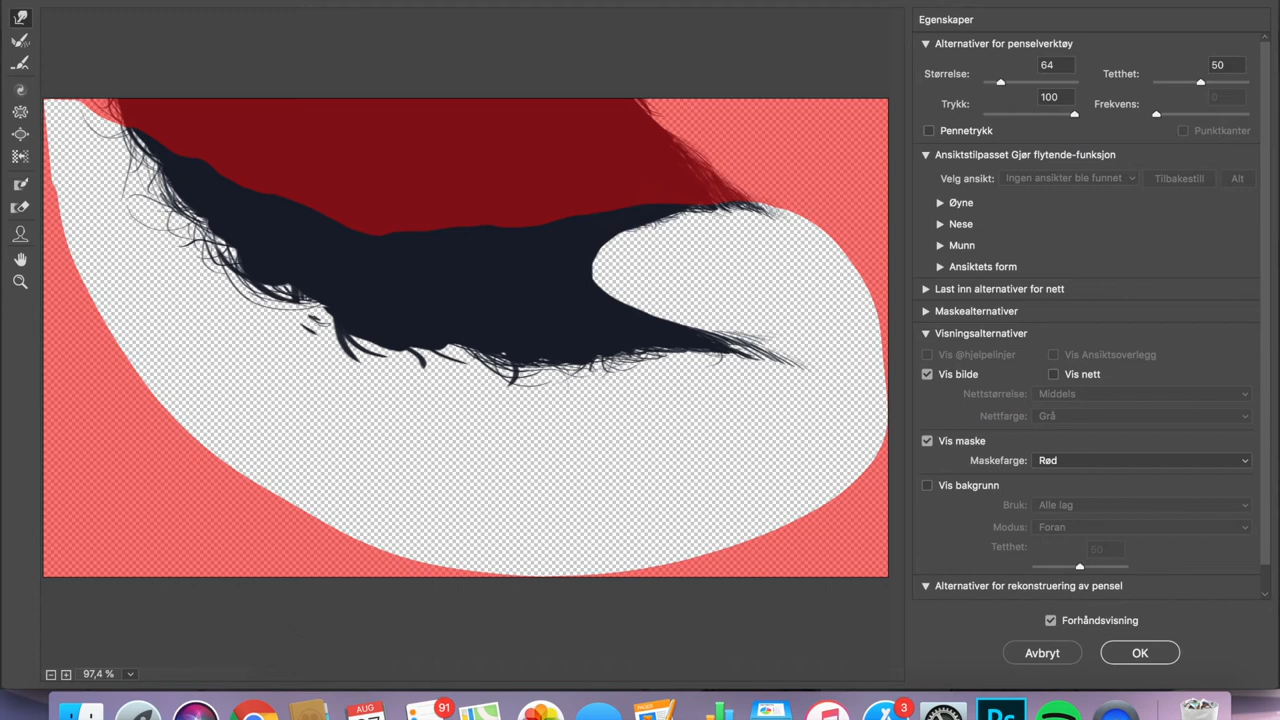 Egenskaper
Alternativer for penselverktøy
Størrelse: 64 Tetthet: 50
Trykk: 100 Frekvens: 0
Pennetrykk Punktkanter
Ansiktstilpasset Gjør flytende-funksjon
Velg ansikt: Ingen ansikter ble funnet Tilbakestill Alt
Øyne
Nese
Munn
Ansiktets form
Last inn alternativer for nett
Maskealternativer
Visningsalternativer
Vis @hjelpelinjer Vis Ansiktsoverlegg
Vis bilde Vis nett
Nettstørrelse: Middels
Nettfarge: Grå
Vis maske
Maskefarge: Rød
Vis bakgrunn
Bruk: Alle lag
Modus: Foran
Tetthet: 50
Alternativer for rekonstruering av pensel
Forhåndsvisning
Avbryt OK
97,4 %
AUG 91 3 Ps